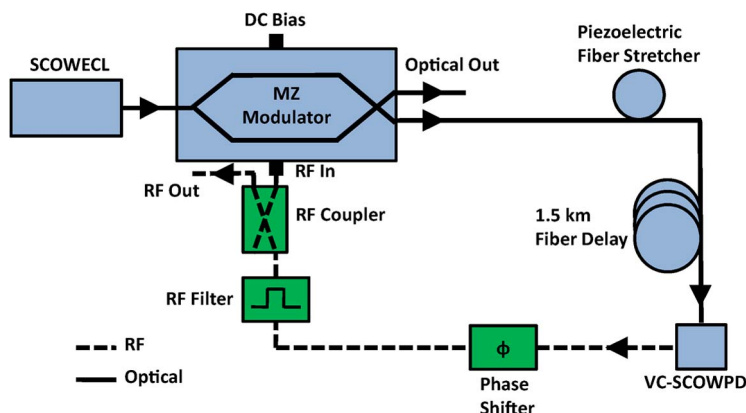 DC Bias
Piezoelectric
Fiber Stretcher
SCOWECL
Optical Out
MZ
Modulator
RF In
RF Out
RF Coupler
1.5 km
Fiber Delay
RF Filter
RF
Optical
Φ
Phase
Shifter
VC-SCOWPD